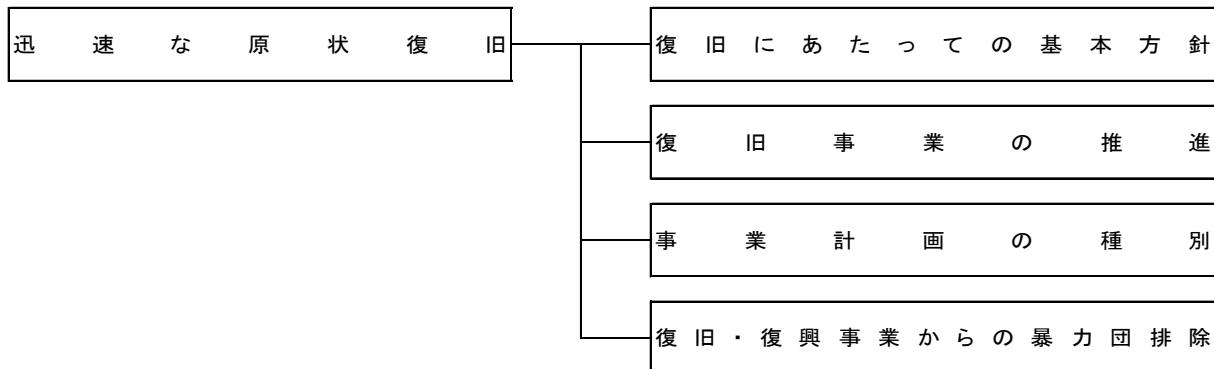 迅速な原状復旧
復旧にあたっての基本方針
復旧事業の推進
事業計画の種別
復旧・復興事業からの暴力団排除